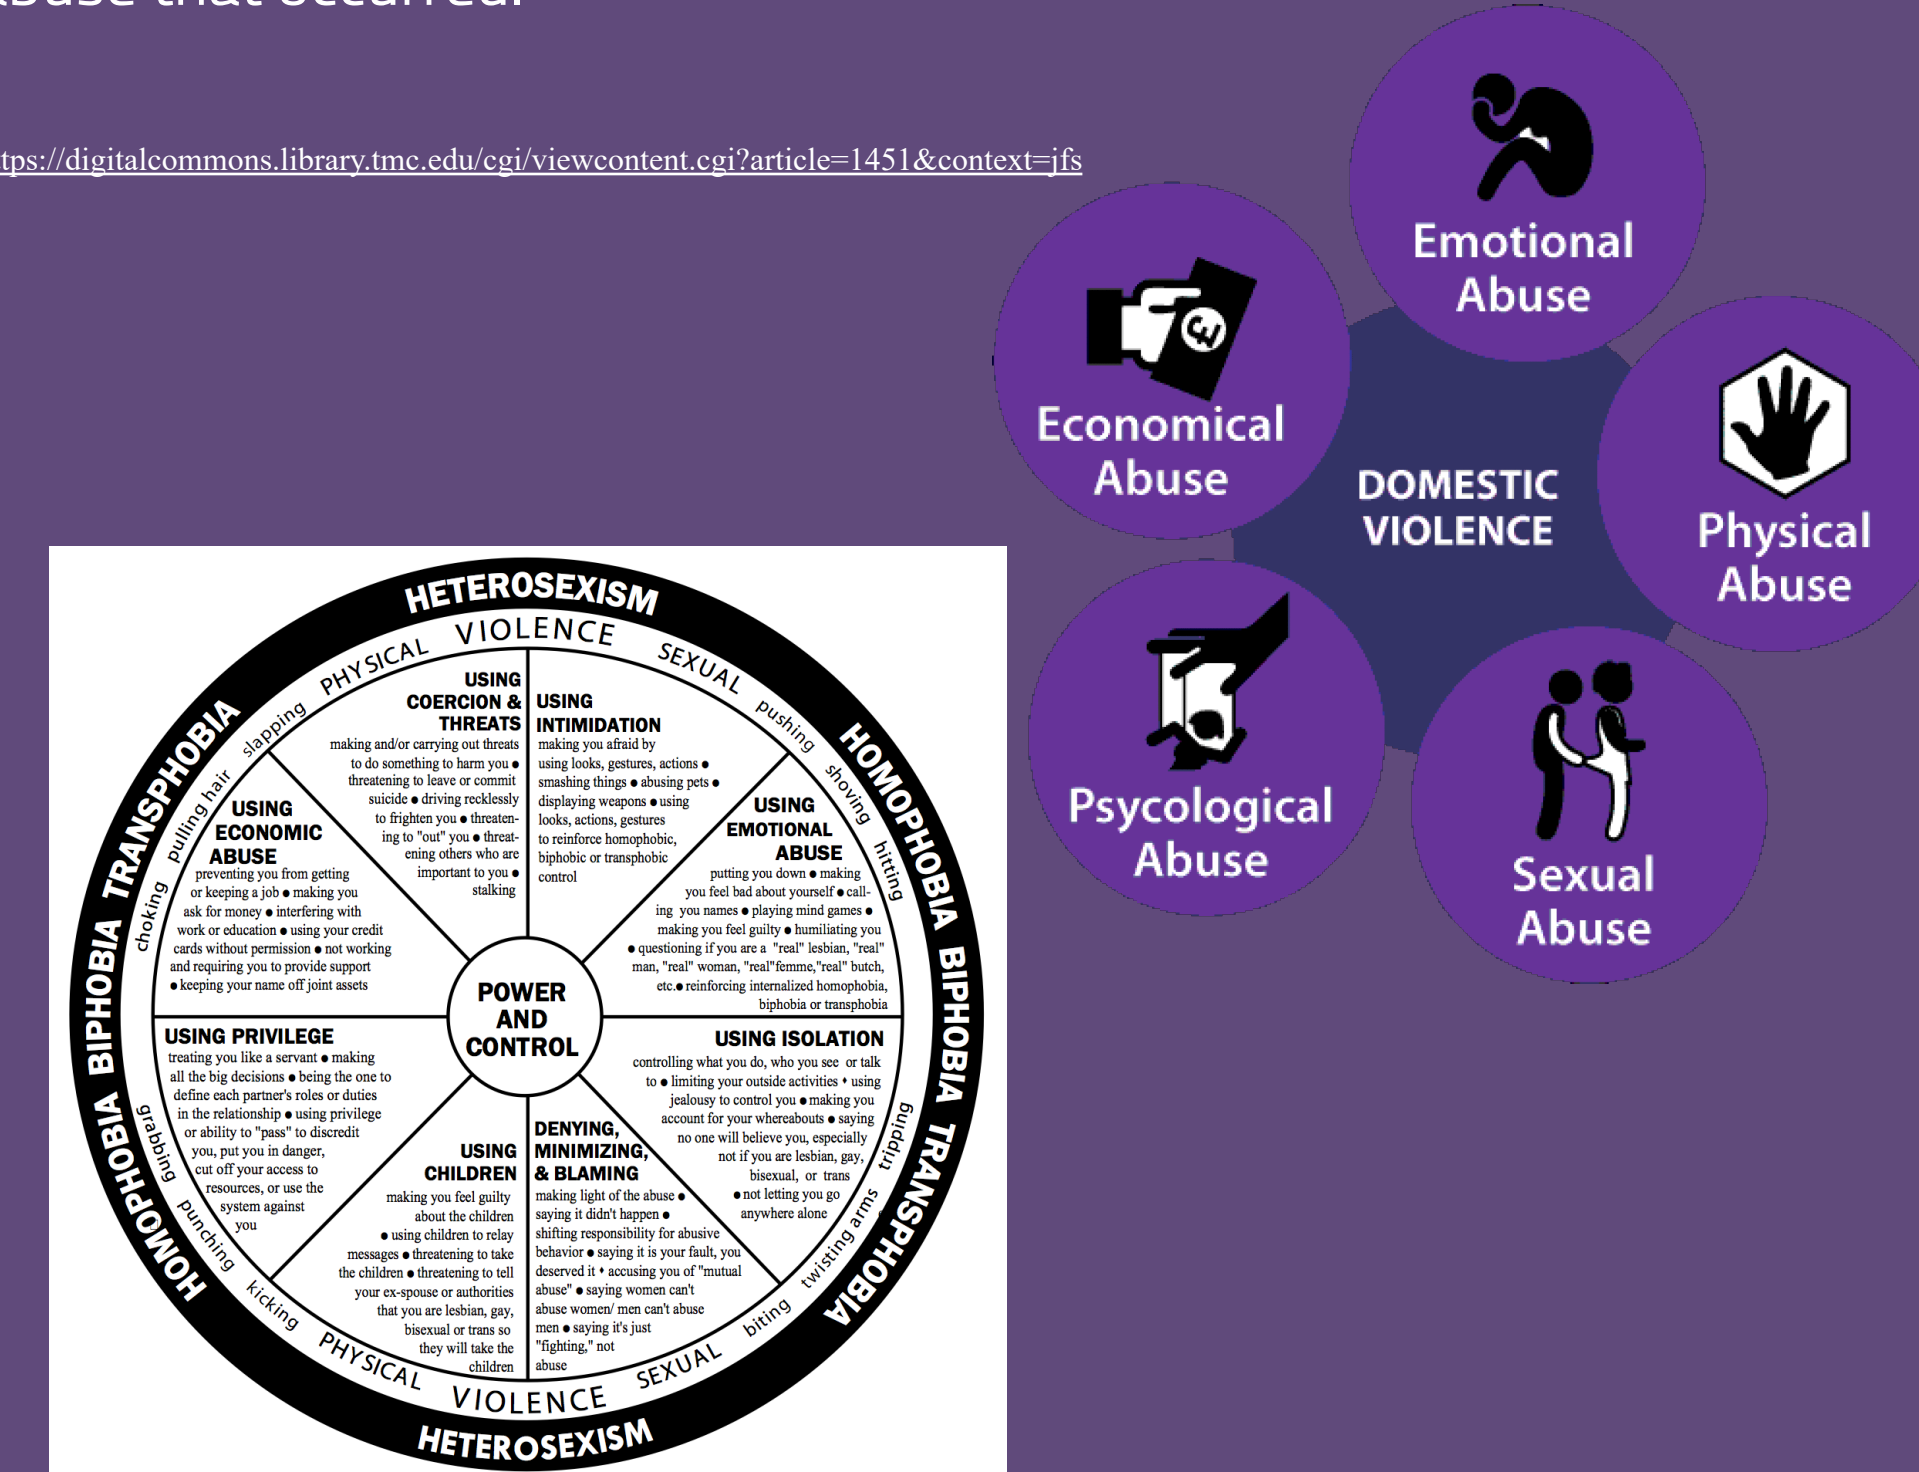 abuse that occurred.
tps://digitalcommons.library.tmc.edu/cgi/viewcontent.cgi?article=1451&context=jfs
Emotional
Abuse
Economical
Abuse
DOMESTIC
VIOLENCE
Physical
Abuse
Psycological
Abuse
Sexual
Abuse
HETEROSEXISM
HOMOPHOBIA BIPHOBIA TRANSPHOBIA
HETEROSEXISM
HOMOPHOBIA BIPHOBIA TRANSPHOBIA
PHYSICAL VIOLENCE SEXUAL
pushing
shoving
hitting
tripping
twisting arms
biting
PHYSICAL VIOLENCE SEXUAL
kicking
punching
grabbing
choking
pulling hair
slapping
USING
COERCION &
THREATS
making and/or carrying out threats
to do something to harm you ●
threatening to leave or commit
suicide ● driving recklessly
to frighten you ● threaten-
ing to "out" you ● threat-
ening others who are
important to you ●
stalking
USING
INTIMIDATION
making you afraid by
using looks, gestures, actions ●
smashing things ● abusing pets ●
displaying weapons ● using
looks, actions, gestures
to reinforce homophobic,
biphobic or transphobic
control
USING
ECONOMIC
ABUSE
preventing you from getting
or keeping a job ● making you
ask for money ● interfering with
work or education ● using your credit
cards without permission ● not working
and requiring you to provide support
● keeping your name off joint assets
USING
EMOTIONAL
ABUSE
putting you down ● making
you feel bad about yourself ● call-
ing you names ● playing mind games ●
making you feel guilty ● humiliating you
● questioning if you are a "real" lesbian, "real"
man, "real" woman, "real"femme,"real" butch,
etc.● reinforcing internalized homophobia,
biphobia or transphobia
POWER
AND
CONTROL
USING PRIVILEGE
treating you like a servant ● making
all the big decisions ● being the one to
define each partner's roles or duties
in the relationship ● using privilege
or ability to "pass" to discredit
you, put you in danger,
cut off your access to
resources, or use the
system against
you
USING ISOLATION
controlling what you do, who you see or talk
to ● limiting your outside activities ♦ using
jealousy to control you ● making you
account for your whereabouts ● saying
no one will believe you, especially
not if you are lesbian, gay,
bisexual, or trans
● not letting you go
anywhere alone
USING
CHILDREN
making you feel guilty
about the children
● using children to relay
messages ● threatening to take
the children ● threatening to tell
your ex-spouse or authorities
that you are lesbian, gay,
bisexual or trans so
they will take the
children
DENYING,
MINIMIZING,
& BLAMING
making light of the abuse ●
saying it didn't happen ●
shifting responsibility for abusive
behavior ● saying it is your fault, you
deserved it ♦ accusing you of "mutual
abuse" ● saying women can't
abuse women/ men can't abuse
men ● saying it's just
"fighting," not
abuse